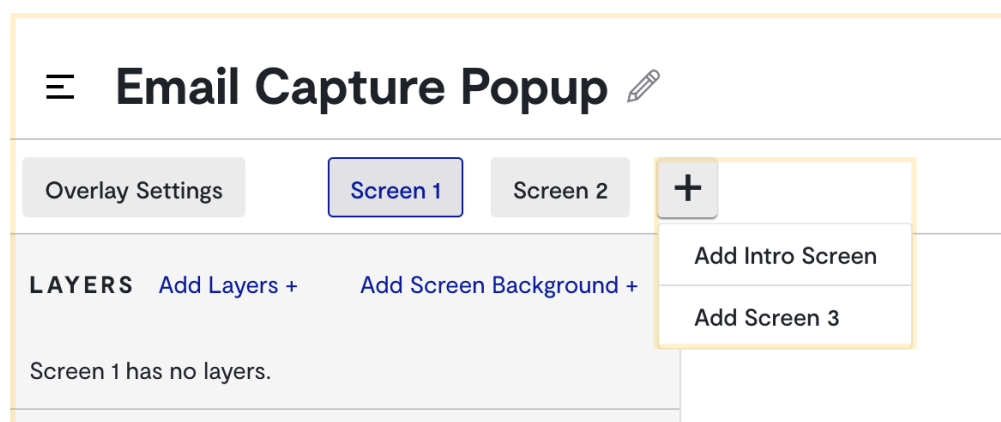 Email Capture Popup
Overlay Settings
Screen 1
Screen 2
+
Add Intro Screen
Add Screen 3
LAYERS
Add Layers +
Add Screen Background +
Screen 1 has no layers.